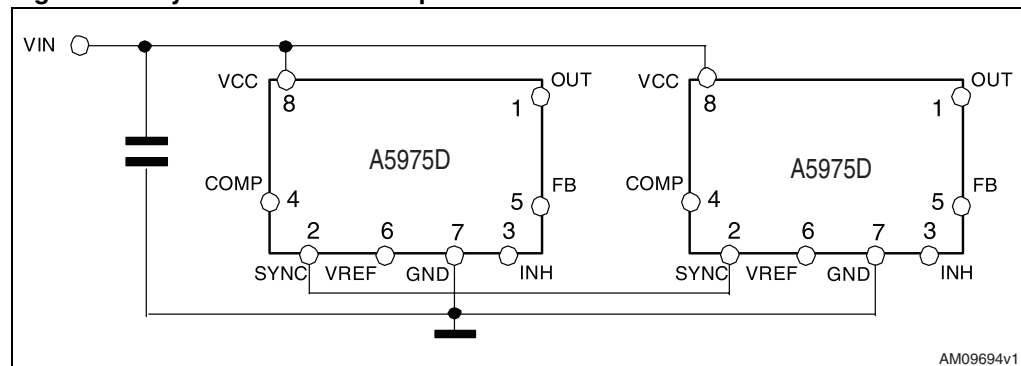 VIN
VCC
8
OUT
1
A5975D
COMP
4
FB
5
2
6
7
3
SYNC
VREF
GND
INH
VCC
8
OUT
1
A5975D
COMP
4
FB
5
2
6
7
3
SYNC
VREF
GND
INH
AM09694v1